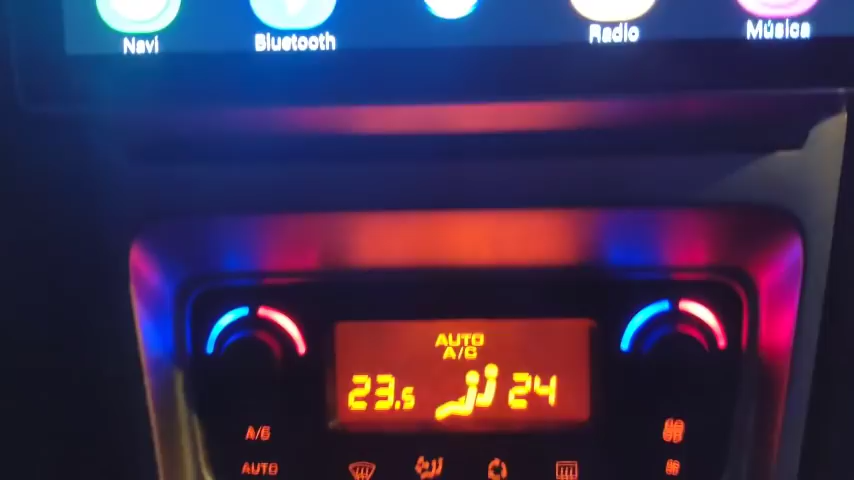 Navi
Bluetooth
Radio
Música
AUTO
A/C
23.5
24
A/C
AUTO